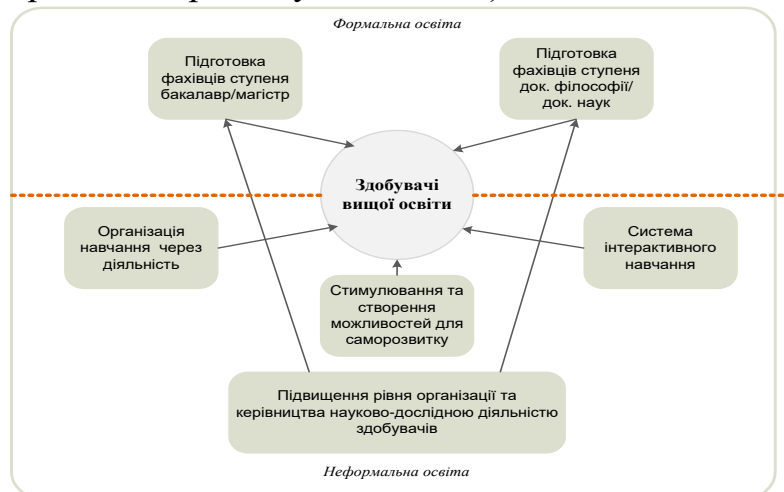 Формальна освіта
Підготовка
фахівців ступеня
бакалавр/магістр
Підготовка
фахівців ступеня
док. філософії/
док. наук
Здобувачі
вищої освіти
Організація
навчання через
діяльність
Система
інтерактивного
навчання
Стимулювання та
створення
можливостей для
саморозвитку
Підвищення рівня організації та
керівництва науково-дослідною діяльністю
здобувачів
Неформальна освіта